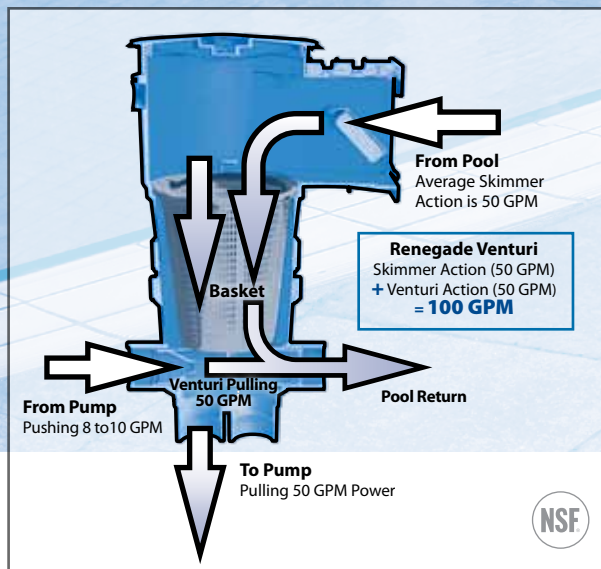 From Pool
Average Skimmer
Action is 50 GPM
Renegade Venturi
Skimmer Action (50 GPM)
+ Venturi Action (50 GPM)
= 100 GPM
Basket
Venturi Pulling
50 GPM
From Pump
Pushing 8 to10 GPM
Pool Return
To Pump
Pulling 50 GPM Power
NSF.